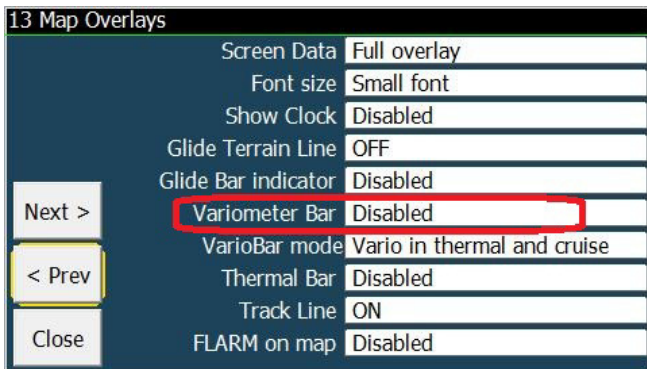 13 Map Overlays
Screen Data Full overlay
Font size Small font
Show Clock Disabled
Glide Terrain Line OFF
Glide Bar indicator Disabled
Next > Variometer Bar Disabled
VarioBar mode Vario in thermal and cruise
< Prev Thermal Bar Disabled
Track Line ON
Close FLARM on map Disabled